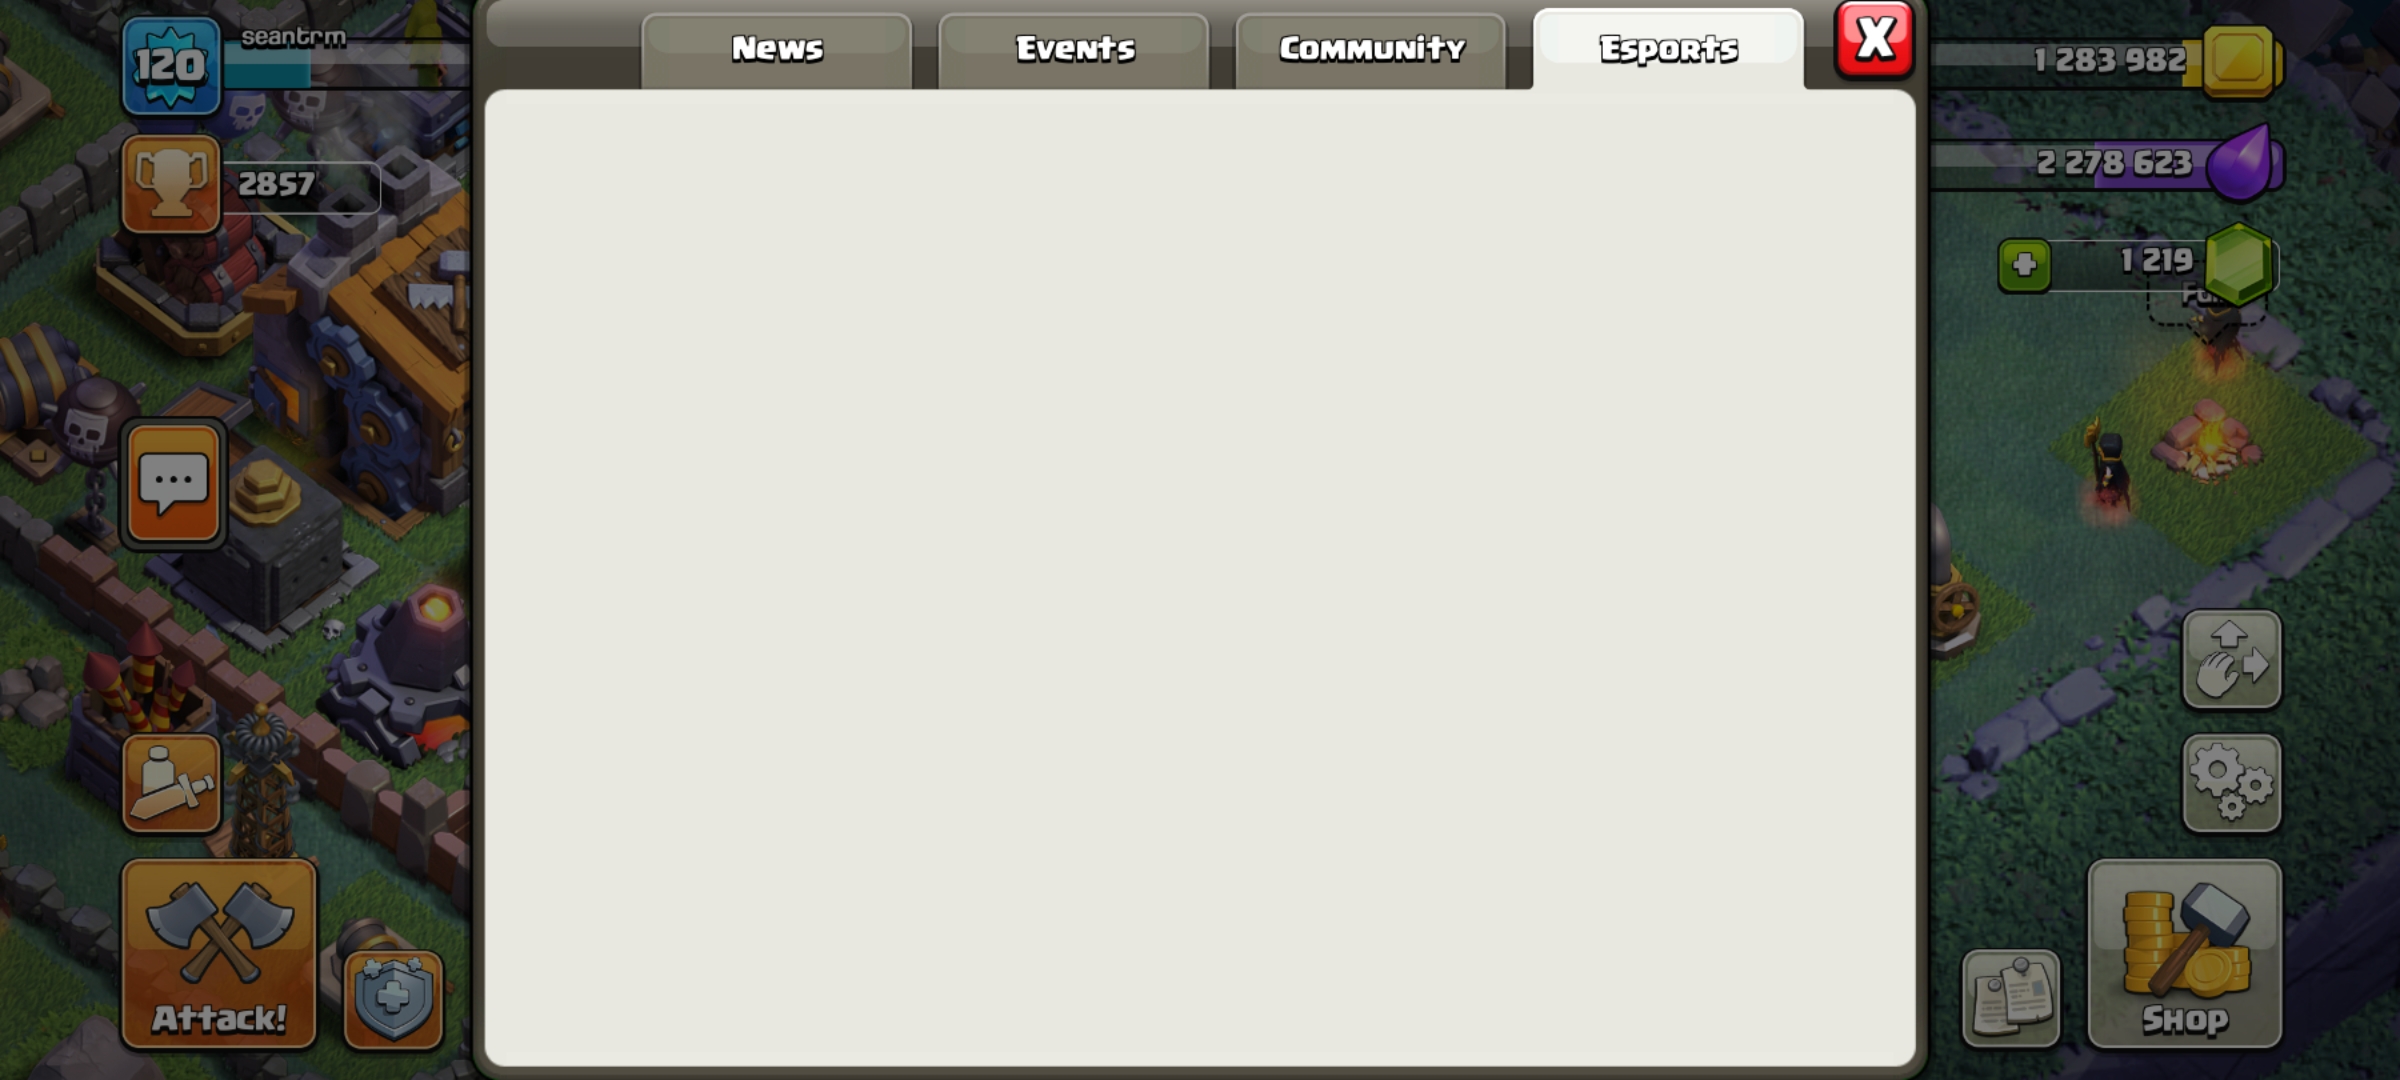 120
seantrm
2857
News
Events
Community
Esports
X
1 283 982
2 278 623
1 219
Attack!
Shop